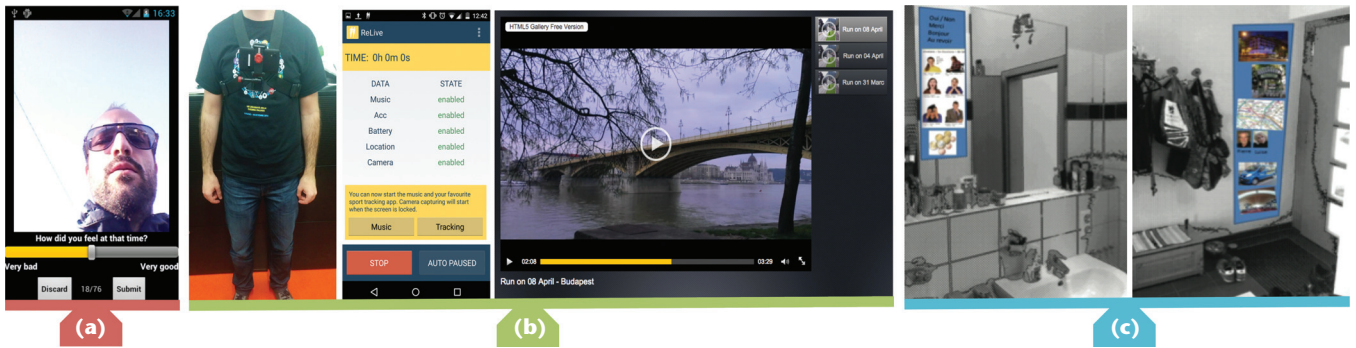 16:33
How did you feel at that time?
Very bad
Very good
Discard
18/76
Submit
(a)
12:42
ReLive
TIME: 0h 0m 0s
DATA STATE
Music enabled
Acc enabled
Battery enabled
Location enabled
Camera enabled
You can now start the music and your favourite
sport tracking app. Camera capturing will start
when the screen is locked.
Music Tracking
STOP AUTO PAUSED
HTML5 Gallery Free Version
Run on 08 April
Run on 04 April
Run on 31 Marc
02:08
03:29
Run on 08 April - Budapest
(b)
Oui / Non
Merci
Bonjour
Au revoir
(c)